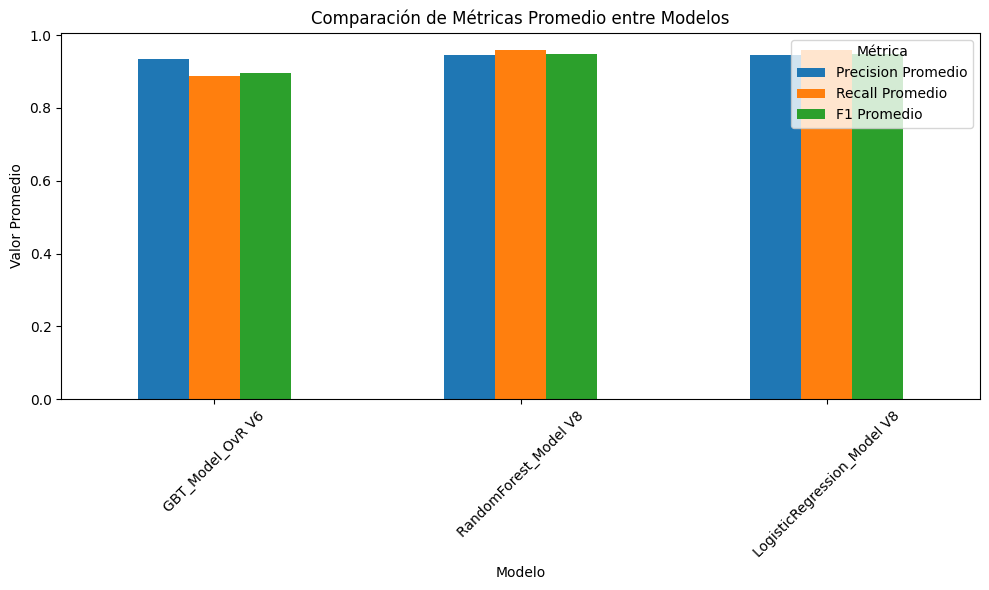 Comparación de Métricas Promedio entre Modelos
Valor Promedio
1.0
0.8
0.6
0.4
0.2
0.0
Métrica
Precision Promedio
Recall Promedio
F1 Promedio
GBT_Model_OvR V6
RandomForest_Model V8
LogisticRegression_Model V8
Modelo